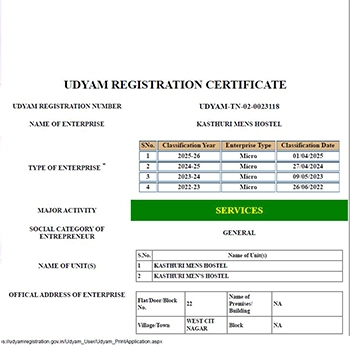 UDYAM REGISTRATION CERTIFICATE
UDYAM REGISTRATION NUMBER UDYAM-TN-02-0023118
NAME OF ENTERPRISE KASTHURI MENS HOSTEL
TYPE OF ENTERPRISE *
SNo. Classification Year Enterprise Type Classification Date
1 2025-26 Micro 01/04/2025
2 2024-25 Micro 27/04/2024
3 2023-24 Micro 09/05/2023
4 2022-23 Micro 26/06/2022
MAJOR ACTIVITY SERVICES
SOCIAL CATEGORY OF ENTREPRENEUR GENERAL
NAME OF UNIT(S)
S.No. Name of Unit(s)
1 KASTHURI MENS HOSTEL
2 KASTHURI MEN'S HOSTEL
OFFICAL ADDRESS OF ENTERPRISE
Flat/Door/Block No. 22 Name of Premises/ Building NA
Village/Town WEST CIT NAGAR Block NA
rs://udyamregistration.gov.in/Udyam_User/Udyam_PrintApplication.aspx